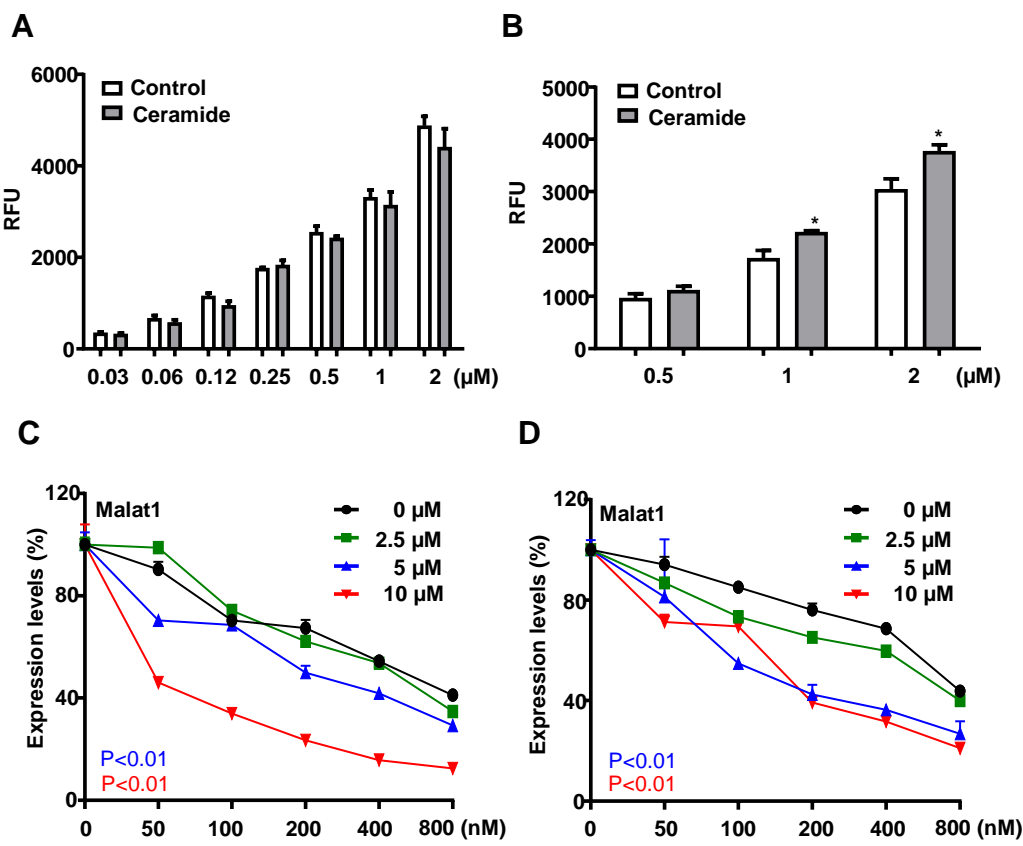 A
6000
4000
2000
0
RFU
Control
Ceramide
0.03 0.06 0.12 0.25 0.5 1 2 (µM)
B
5000
4000
3000
2000
1000
0
RFU
Control
Ceramide
*
*
0.5 1 2 (µM)
C
120
80
40
0
Expression levels (%)
Malat1
0 µM
2.5 µM
5 µM
10 µM
P<0.01
P<0.01
0 50 100 200 400 800 (nM)
D
120
80
40
0
Expression levels (%)
Malat1
0 µM
2.5 µM
5 µM
10 µM
P<0.01
P<0.01
0 50 100 200 400 800 (nM)